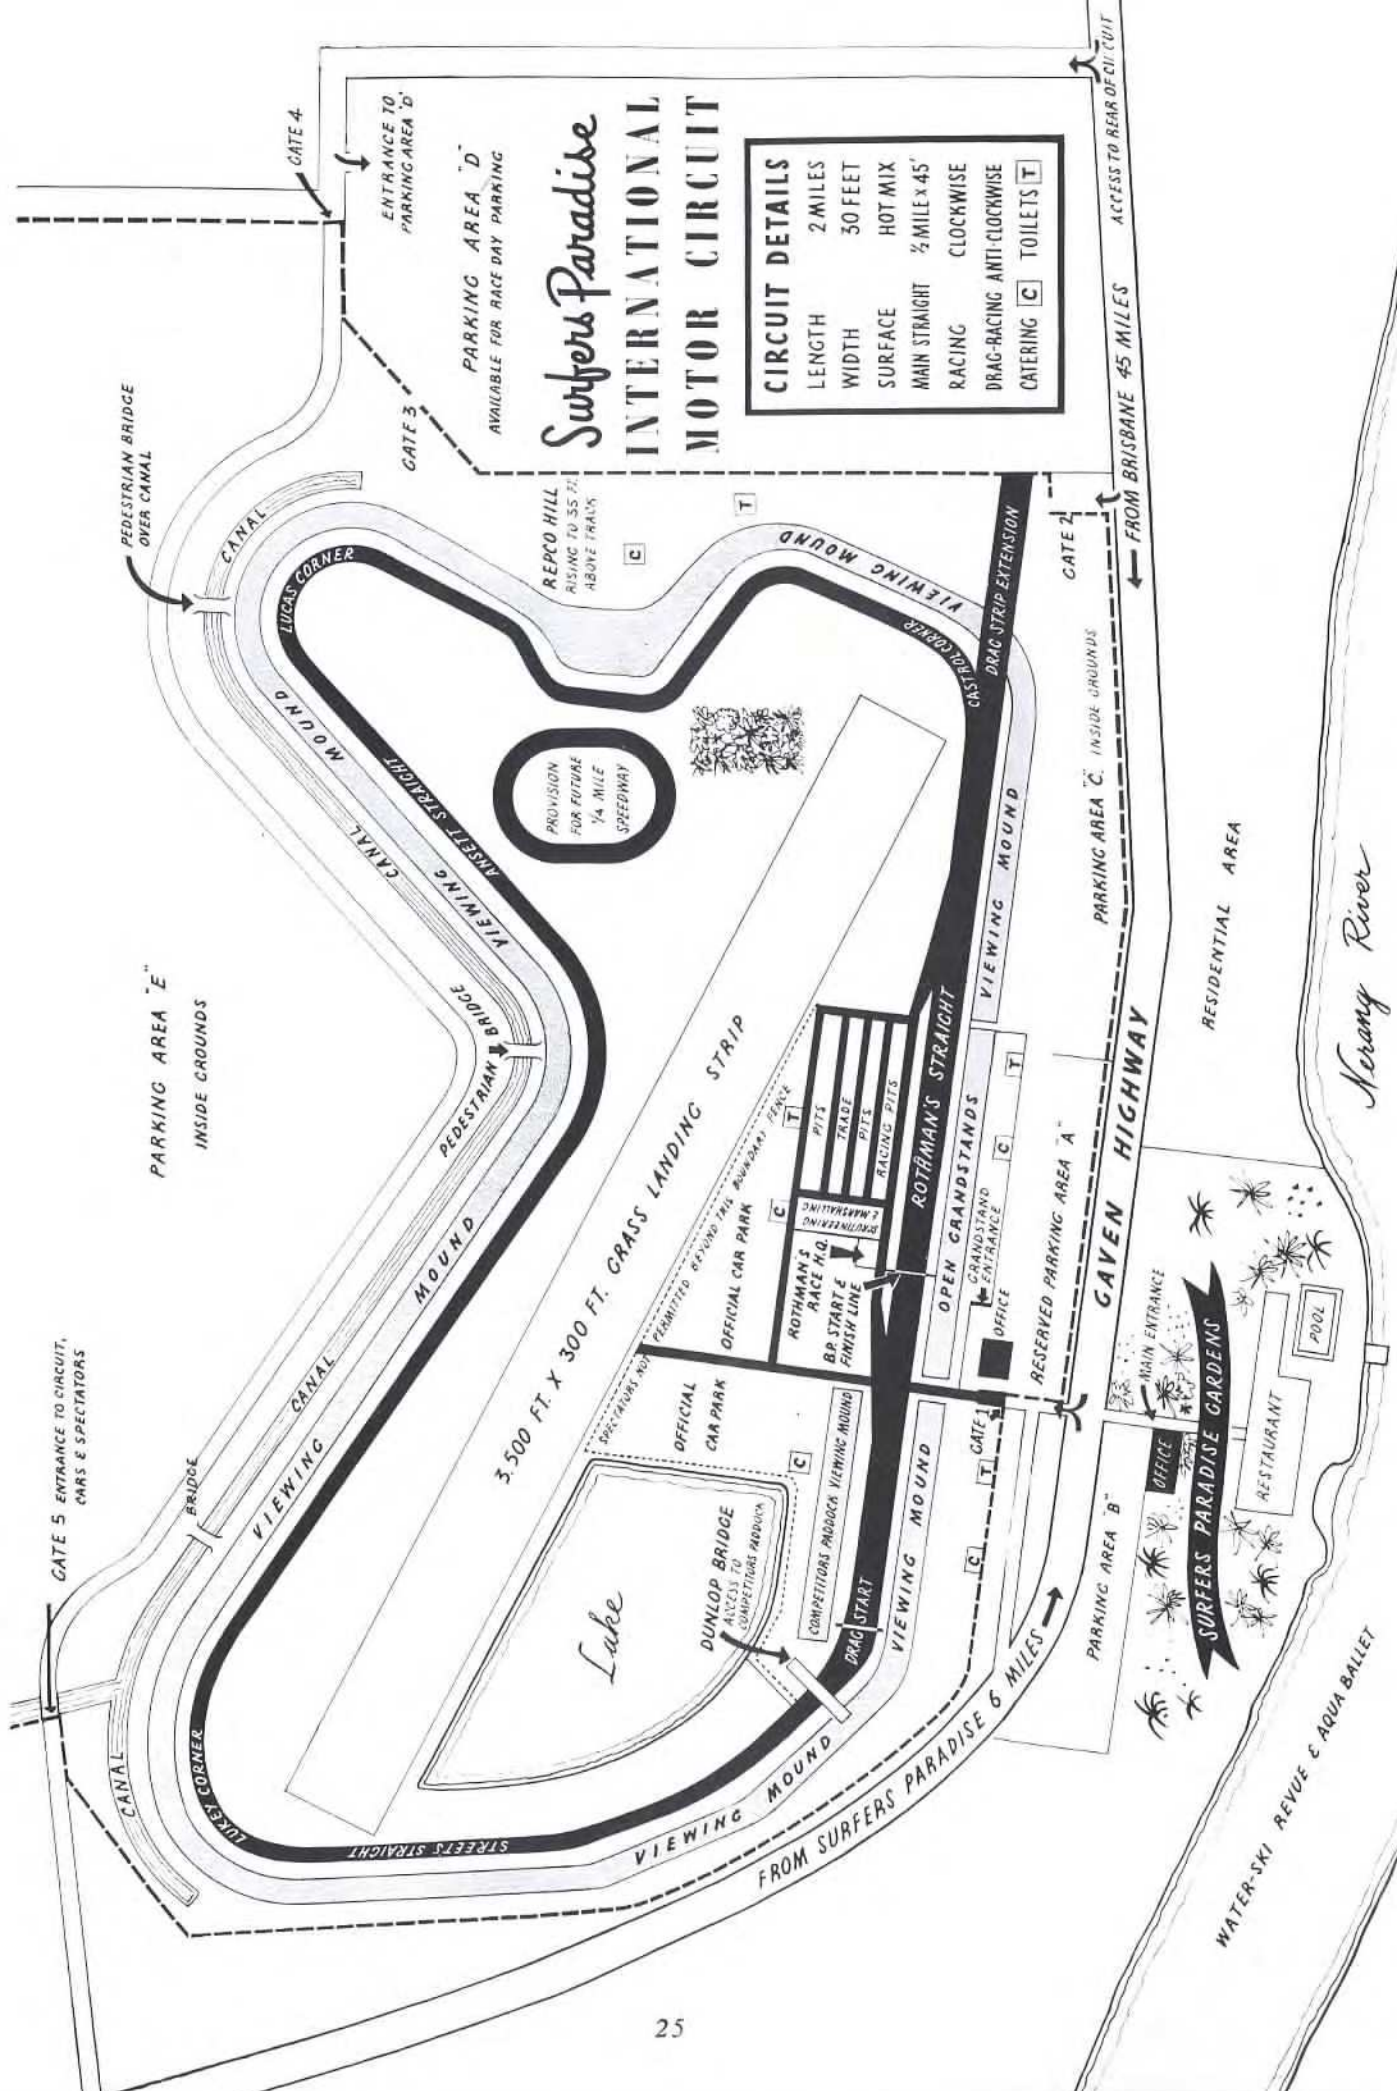 GATE 5 ENTRANCE TO CIRCUIT,
CARS & SPECTATORS
PARKING AREA "E"
INSIDE GROUNDS
PEDESTRIAN BRIDGE
OVER CANAL
GATE 4
ENTRANCE TO
PARKING AREA 'D'
PARKING AREA "D"
AVAILABLE FOR RACE DAY PARKING
GATE 3
Surfers Paradise
INTERNATIONAL
MOTOR CIRCUIT
CIRCUIT DETAILS
LENGTH 2 MILES
WIDTH 30 FEET
SURFACE HOT MIX
MAIN STRAIGHT ½ MILE x 45'
RACING CLOCKWISE
DRAG-RACING ANTI-CLOCKWISE
CATERING C TOILETS T
ACCESS TO REAR OF CIRCUIT
FROM BRISBANE 45 MILES
CANAL
BRIDGE
CANAL
PEDESTRIAN BRIDGE
CANAL
CANAL
LUKEY CORNER
VIEWING MOUND
VIEWING MOUND
ANSETT STRAIGHT
LUCAS CORNER
REPCO HILL
RISING TO 55 FT.
ABOVE TRACK
C
T
VIEWING MOUND
CASTROL CORNER
DRAG STRIP EXTENSION
GATE 2
PROVISION
FOR FUTURE
¼ MILE
SPEEDWAY
3,500 FT. X 300 FT. GRASS LANDING STRIP
SPECTATORS NOT PERMITTED BEYOND THIS BOUNDARY FENCE
STREETS STRAIGHT
Lake
DUNLOP BRIDGE
ACCESS TO
COMPETITORS PADDOCK
OFFICIAL
CAR PARK
C
COMPETITORS PADDOCK VIEWING MOUND
DRAG START
OFFICIAL CAR PARK
C
T
ROTHMAN'S
RACE H.Q.
B.P. START &
FINISH LINE
SCRUTINEERING
& MARSHALLING
PITS
TRADE
PITS
RACING PITS
ROTHMAN'S STRAIGHT
VIEWING MOUND
VIEWING MOUND
OPEN GRANDSTANDS
VIEWING MOUND
GRANDSTAND
ENTRANCE
C
T
OFFICE
GATE 1
T
C
RESERVED PARKING AREA "A"
PARKING AREA "C" INSIDE GROUNDS
FROM SURFERS PARADISE 6 MILES
GAVEN HIGHWAY
RESIDENTIAL AREA
PARKING AREA "B"
OFFICE
MAIN ENTRANCE
SURFERS PARADISE GARDENS
RESTAURANT
POOL
WATER-SKI REVUE & AQUA BALLET
Nerang River
25